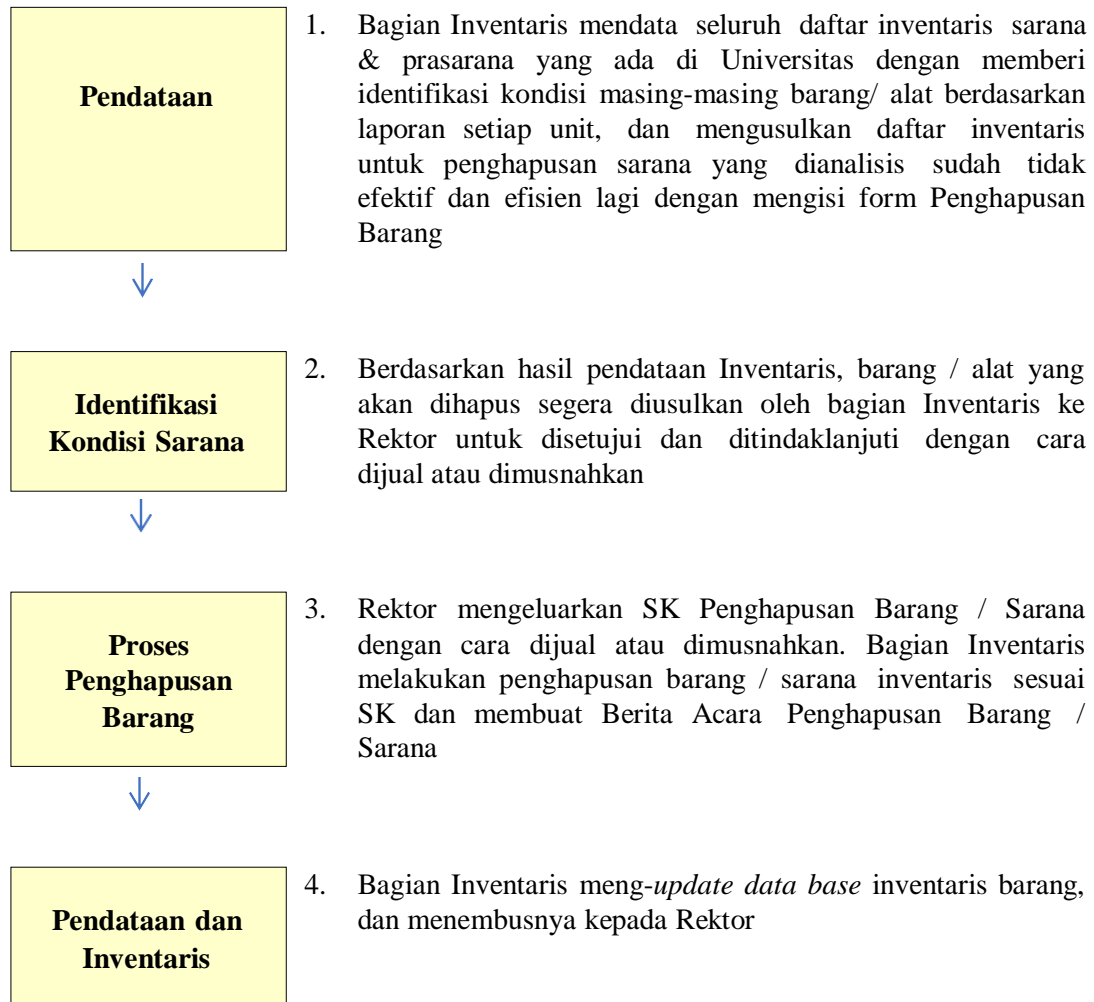 Pendataan
1. Bagian Inventaris mendata seluruh daftar inventaris sarana
& prasarana yang ada di Universitas dengan memberi
identifikasi kondisi masing-masing barang/ alat berdasarkan
laporan setiap unit, dan mengusulkan daftar inventaris
untuk penghapusan sarana yang dianalisis sudah tidak
efektif dan efisien lagi dengan mengisi form Penghapusan
Barang
Identifikasi
Kondisi Sarana
2. Berdasarkan hasil pendataan Inventaris, barang / alat yang
akan dihapus segera diusulkan oleh bagian Inventaris ke
Rektor untuk disetujui dan ditindaklanjuti dengan cara
dijual atau dimusnahkan
Proses
Penghapusan
Barang
3. Rektor mengeluarkan SK Penghapusan Barang / Sarana
dengan cara dijual atau dimusnahkan. Bagian Inventaris
melakukan penghapusan barang / sarana inventaris sesuai
SK dan membuat Berita Acara Penghapusan Barang /
Sarana
Pendataan dan
Inventaris
4. Bagian Inventaris meng-update data base inventaris barang,
dan menembusnya kepada Rektor